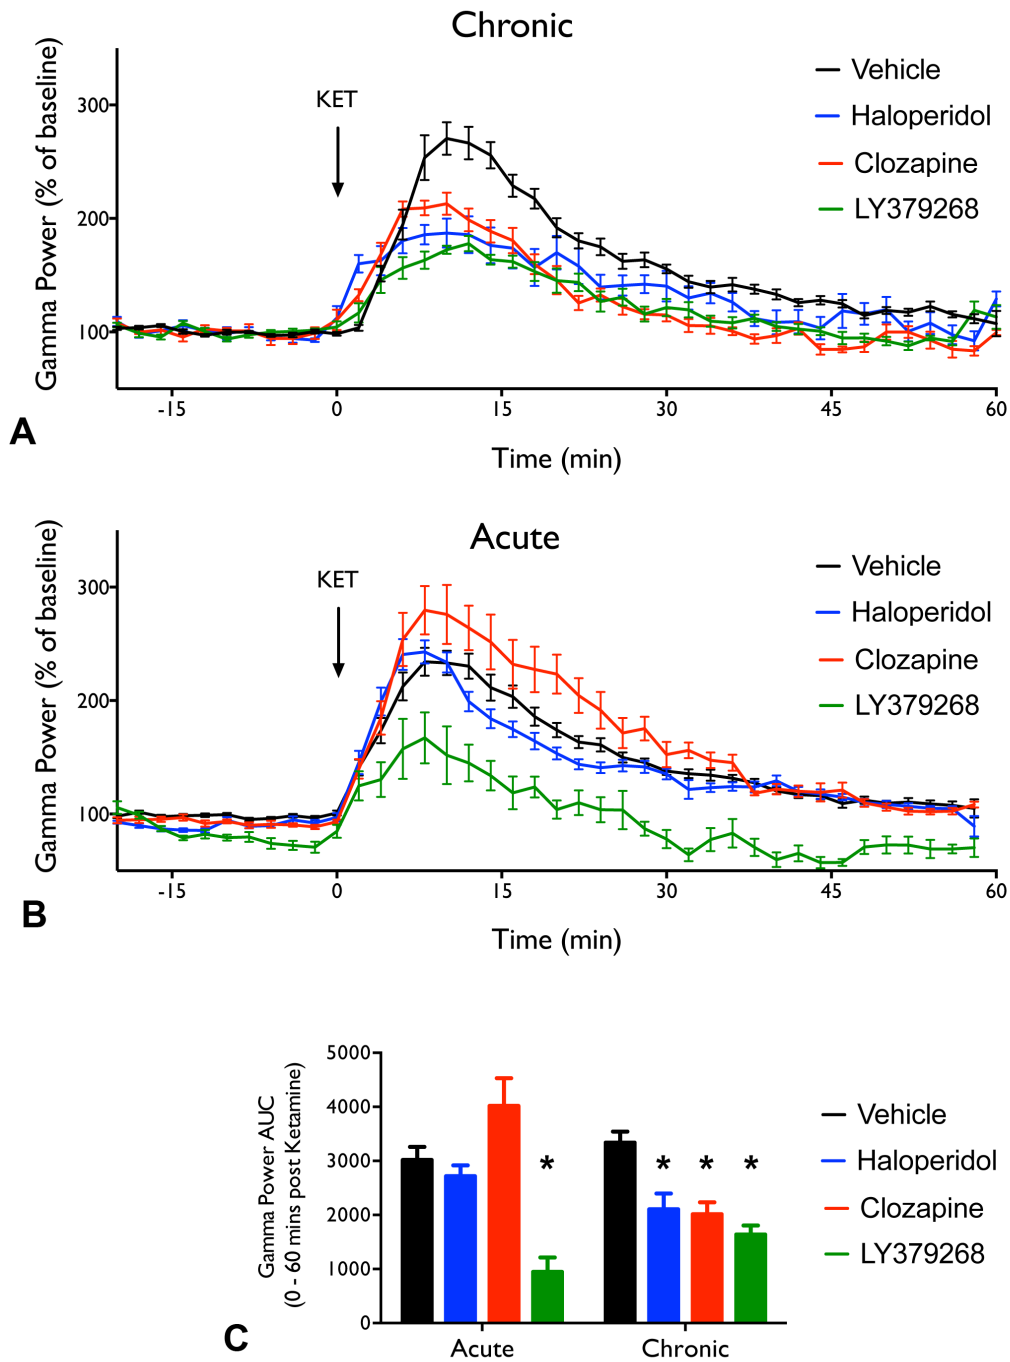 Chronic
Gamma Power (% of baseline)
300
200
100
KET
Vehicle
Haloperidol
Clozapine
LY379268
-15
0
15
30
45
60
A
Time (min)
Acute
Gamma Power (% of baseline)
300
200
100
KET
Vehicle
Haloperidol
Clozapine
LY379268
-15
0
15
30
45
60
B
Time (min)
Gamma Power AUC
(0 - 60 mins post Ketamine)
5000
4000
3000
2000
1000
0
*
* * *
Vehicle
Haloperidol
Clozapine
LY379268
C
Acute
Chronic